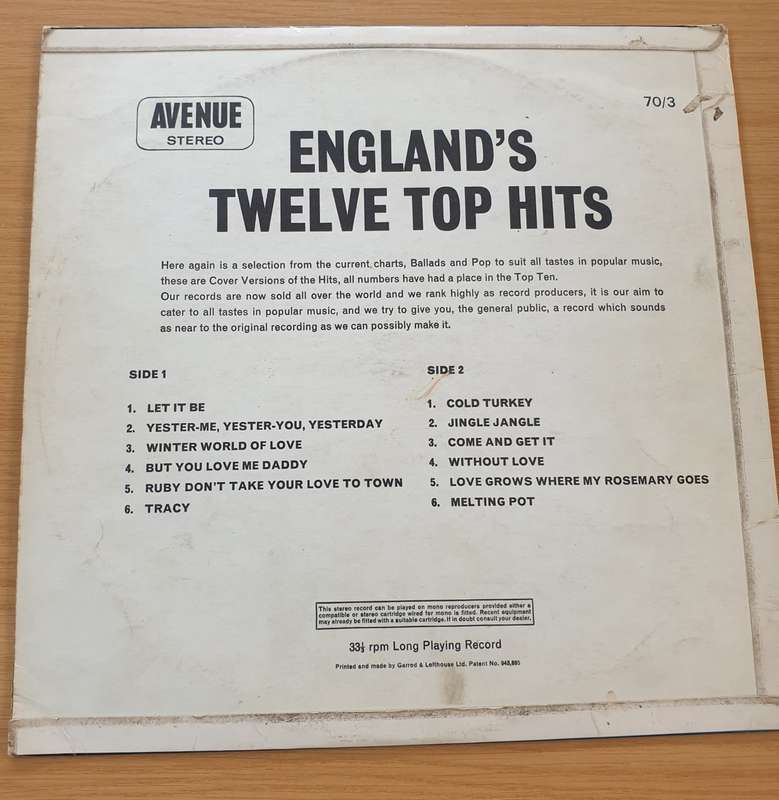 AVENUE
STEREO
70/3
ENGLAND'S
TWELVE TOP HITS
Here again is a selection from the current charts, Ballads and Pop to suit all tastes in popular music,
these are Cover Versions of the Hits, all numbers have had a place in the Top Ten.
Our records are now sold all over the world and we rank highly as record producers, it is our aim to
cater to all tastes in popular music, and we try to give you, the general public, a record which sounds
as near to the original recording as we can possibly make it.
SIDE 1
1. LET IT BE
2. YESTER-ME, YESTER-YOU, YESTERDAY
3. WINTER WORLD OF LOVE
4. BUT YOU LOVE ME DADDY
5. RUBY DON'T TAKE YOUR LOVE TO TOWN
6. TRACY
SIDE 2
1. COLD TURKEY
2. JINGLE JANGLE
3. COME AND GET IT
4. WITHOUT LOVE
5. LOVE GROWS WHERE MY ROSEMARY GOES
6. MELTING POT
This stereo record can be played on mono reproducers provided either a
compatible or stereo cartridge wired for mono is fitted. Recent equipment
may already be fitted with a suitable cartridge. If in doubt consult your dealer.
33⅓ rpm Long Playing Record
Printed and made by Garrod & Lofthouse Ltd. Patent No. 943,895